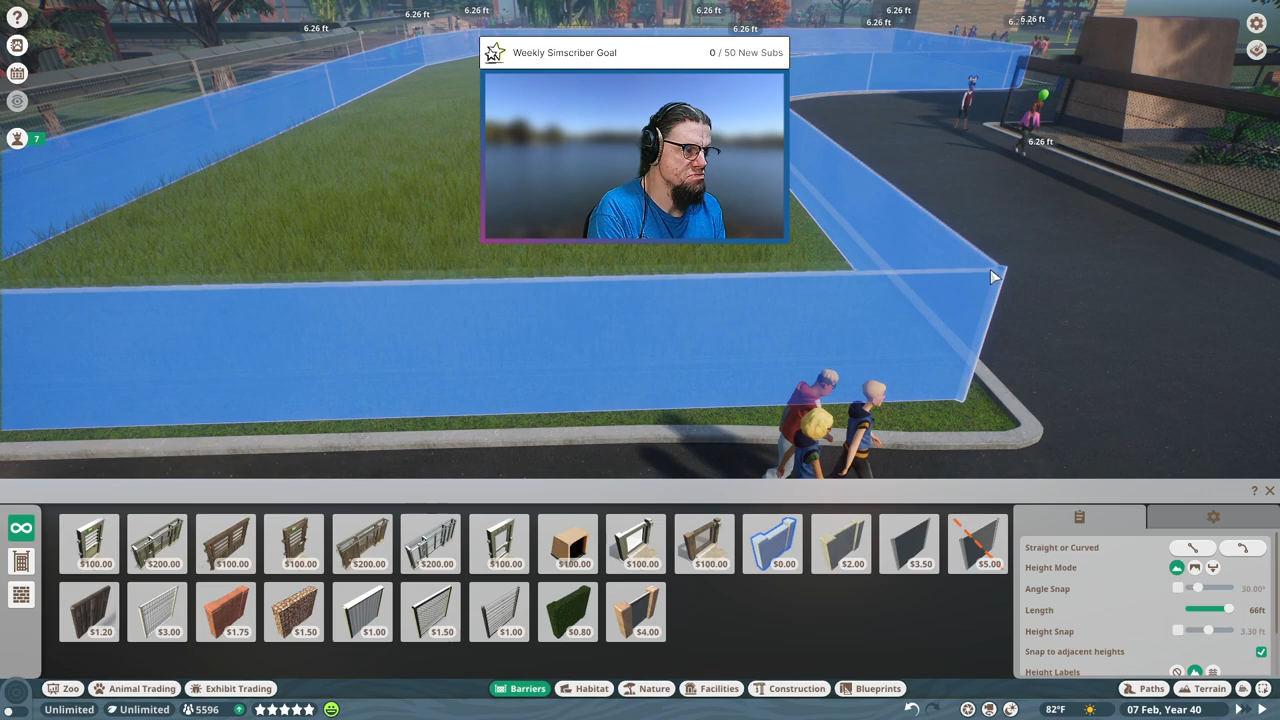 6.26 ft
6.26 ft
6.26 ft
6.26 ft
6.26 ft
6.26 ft
6.26 ft
6.26 ft
6.26 ft
?
7
Weekly Simscriber Goal 0 / 50 New Subs
? ×
$100.00 $200.00 $100.00 $100.00 $200.00 $200.00 $100.00 $100.00 $100.00 $100.00 $0.00 $2.00 $3.50 $5.00
$1.20 $3.00 $1.75 $1.50 $1.00 $1.50 $1.00 $0.80 $4.00
Straight or Curved
Height Mode
Angle Snap 30.00°
Length 66ft
Height Snap 3.30 ft
Snap to adjacent heights
Height Labels
Zoo Animal Trading Exhibit Trading Barriers Habitat Nature Facilities Construction Blueprints Paths Terrain
Unlimited Unlimited 5596 82°F 07 Feb, Year 40